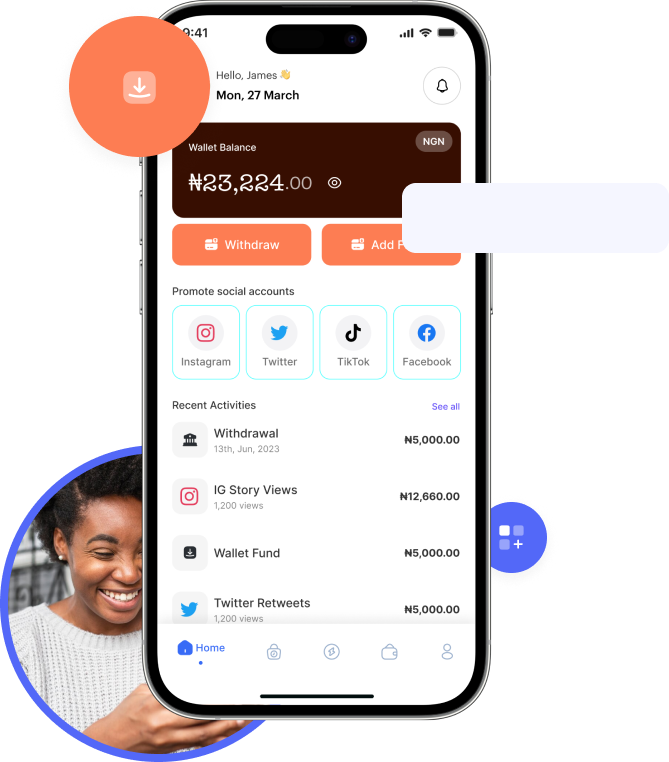 9:41
Hello, James 👋
Mon, 27 March
Wallet Balance
NGN
₦23,224.00
Withdraw
Add F
Promote social accounts
Instagram
Twitter
TikTok
Facebook
Recent Activities
See all
Withdrawal
₦5,000.00
13th, Jun, 2023
IG Story Views
₦12,660.00
1,200 views
Wallet Fund
₦5,000.00
Twitter Retweets
₦5,000.00
1,200 views
Home